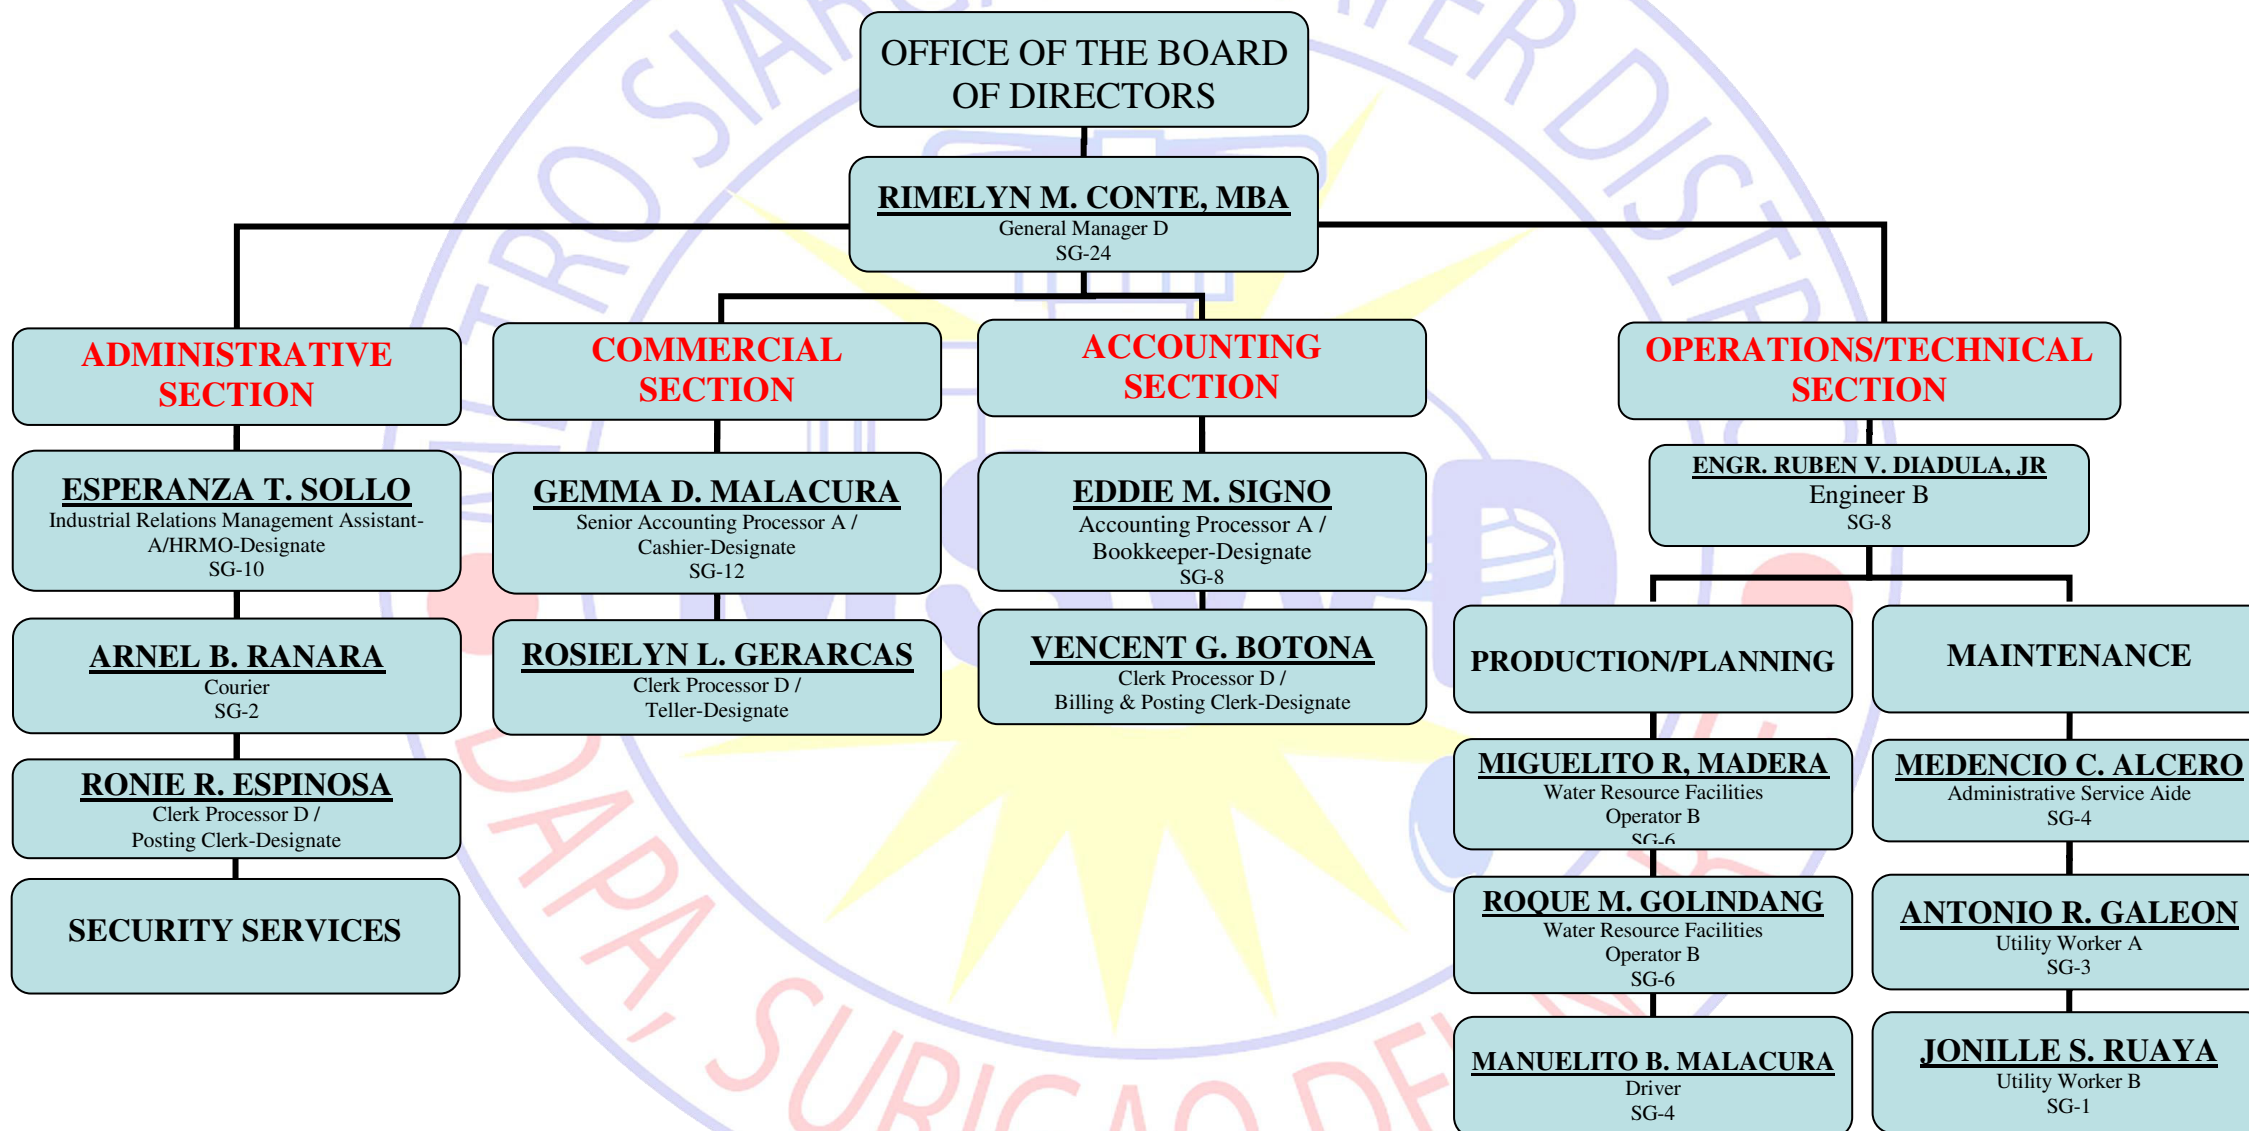 OFFICE OF THE BOARD
OF DIRECTORS
RIMELYN M. CONTE, MBA
General Manager D
SG-24
ADMINISTRATIVE
SECTION
ESPERANZA T. SOLLO
Industrial Relations Management Assistant-
A/HRMO-Designate
SG-10
ARNEL B. RANARA
Courier
SG-2
RONIE R. ESPINOSA
Clerk Processor D /
Posting Clerk-Designate
SECURITY SERVICES
COMMERCIAL
SECTION
GEMMA D. MALACURA
Senior Accounting Processor A /
Cashier-Designate
SG-12
ROSIELYN L. GERARCAS
Clerk Processor D /
Teller-Designate
ACCOUNTING
SECTION
EDDIE M. SIGNO
Accounting Processor A /
Bookkeeper-Designate
SG-8
VENCENT G. BOTONA
Clerk Processor D /
Billing & Posting Clerk-Designate
OPERATIONS/TECHNICAL
SECTION
ENGR. RUBEN V. DIADULA, JR
Engineer B
SG-8
PRODUCTION/PLANNING
MIGUELITO R, MADERA
Water Resource Facilities
Operator B
SG-6
ROQUE M. GOLINDANG
Water Resource Facilities
Operator B
SG-6
MANUELITO B. MALACURA
Driver
SG-4
MAINTENANCE
MEDENCIO C. ALCERO
Administrative Service Aide
SG-4
ANTONIO R. GALEON
Utility Worker A
SG-3
JONILLE S. RUAYA
Utility Worker B
SG-1
DAPA, SURIGAO DEL